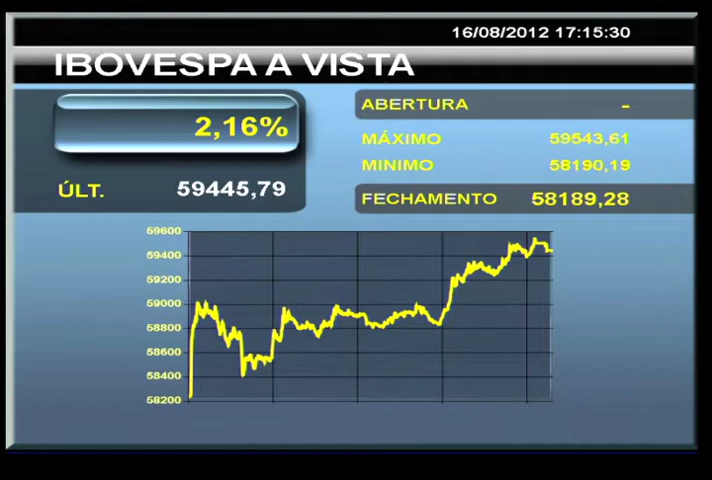 16/08/2012 17:15:30
IBOVESPA A VISTA
2,16%
ÚLT. 59445,79
ABERTURA -
MÁXIMO 59543,61
MINIMO 58190,19
FECHAMENTO 58189,28
59600
59400
59200
59000
58800
58600
58400
58200